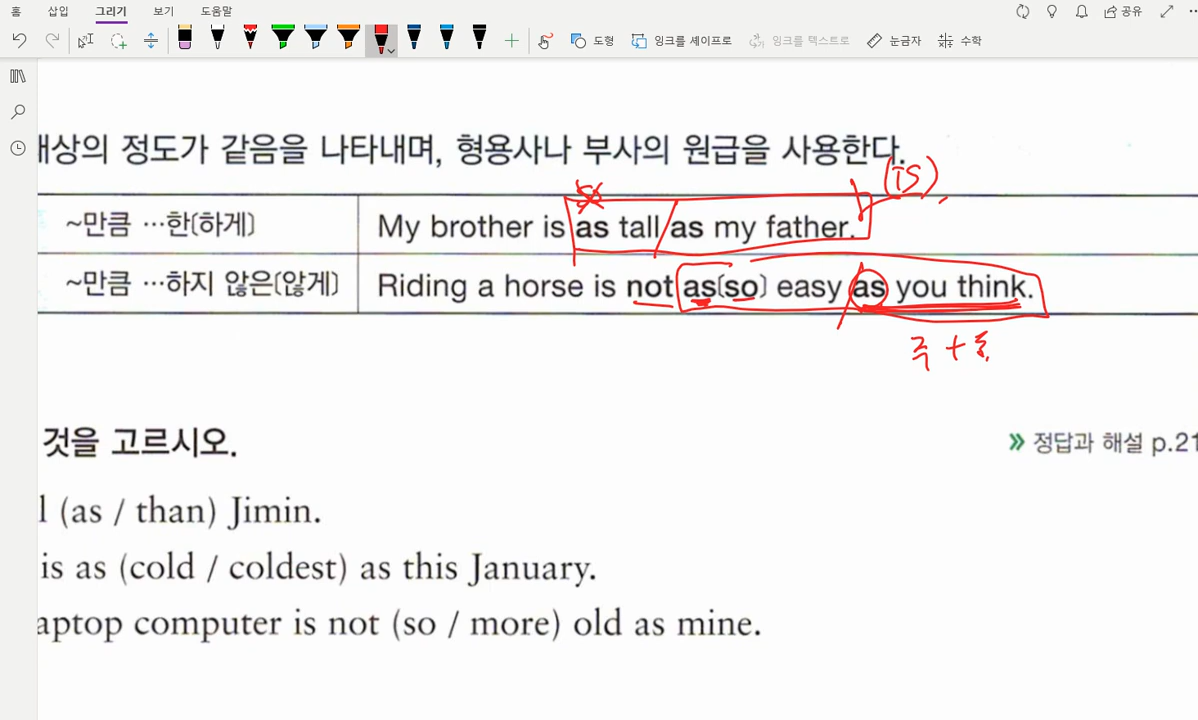 홈 삽입 그리기 보기 도움말 공유
도형 잉크를 셰이프로 잉크를 텍스트로 눈금자 수학
대상의 정도가 같음을 나타내며, 형용사나 부사의 원급을 사용한다.
(is)
so
~만큼 …한(하게) My brother is as tall as my father.
~만큼 …하지 않은(않게) Riding a horse is not as(so) easy as you think.
주 + 동
것을 고르시오.
» 정답과 해설 p.21
l (as / than) Jimin.
is as (cold / coldest) as this January.
aptop computer is not (so / more) old as mine.